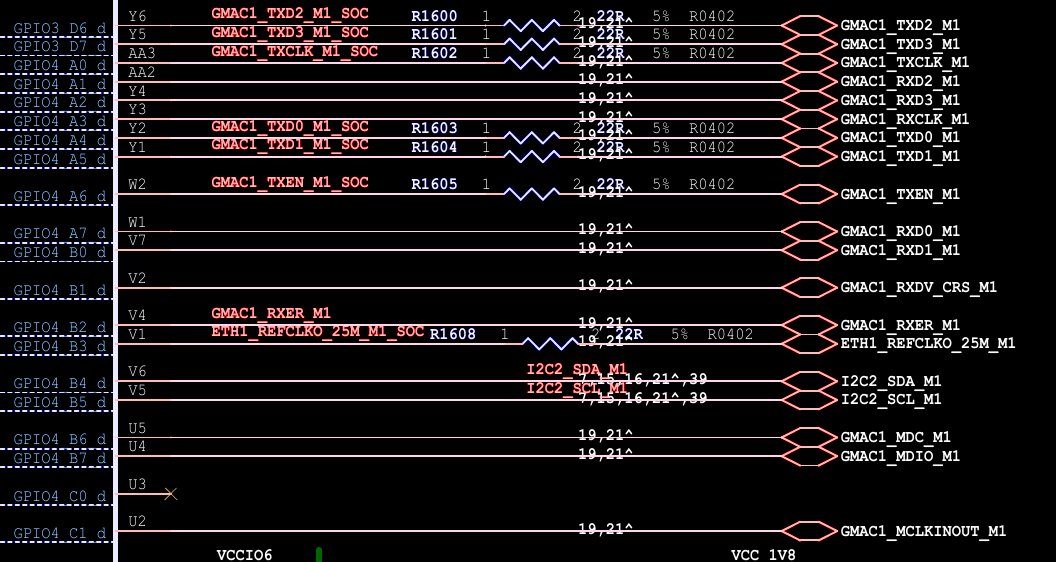 Y6 GMAC1_TXD2_M1_SOC R1600 1 2 22R 5% R0402 19,21^ GMAC1_TXD2_M1
GPIO3_D6_d
Y5 GMAC1_TXD3_M1_SOC R1601 1 2 22R 5% R0402 19,21^ GMAC1_TXD3_M1
GPIO3_D7_d
AA3 GMAC1_TXCLK_M1_SOC R1602 1 2 22R 5% R0402 19,21^ GMAC1_TXCLK_M1
GPIO4_A0_d
AA2 19,21^ GMAC1_RXD2_M1
GPIO4_A1_d
Y4 19,21^ GMAC1_RXD3_M1
GPIO4_A2_d
Y3 19,21^ GMAC1_RXCLK_M1
GPIO4_A3_d
Y2 GMAC1_TXD0_M1_SOC R1603 1 2 22R 5% R0402 19,21^ GMAC1_TXD0_M1
GPIO4_A4_d
Y1 GMAC1_TXD1_M1_SOC R1604 1 2 22R 5% R0402 19,21^ GMAC1_TXD1_M1
GPIO4_A5_d
W2 GMAC1_TXEN_M1_SOC R1605 1 2 22R 5% R0402 19,21^ GMAC1_TXEN_M1
GPIO4_A6_d
W1 19,21^ GMAC1_RXD0_M1
GPIO4_A7_d
V7 19,21^ GMAC1_RXD1_M1
GPIO4_B0_d
V2 19,21^ GMAC1_RXDV_CRS_M1
GPIO4_B1_d
V4 GMAC1_RXER_M1 19,21^ GMAC1_RXER_M1
GPIO4_B2_d
V1 ETH1_REFCLKO_25M_M1_SOC R1608 1 2 22R 5% R0402 19,21^ ETH1_REFCLKO_25M_M1
GPIO4_B3_d
V6 I2C2_SDA_M1 7,15,16,21^,39 I2C2_SDA_M1
GPIO4_B4_d
V5 I2C2_SCL_M1 7,15,16,21^,39 I2C2_SCL_M1
GPIO4_B5_d
U5 19,21^ GMAC1_MDC_M1
GPIO4_B6_d
U4 19,21^ GMAC1_MDIO_M1
GPIO4_B7_d
U3
GPIO4_C0_d
U2 19,21^ GMAC1_MCLKINOUT_M1
GPIO4_C1_d
VCCIO6 VCC_1V8